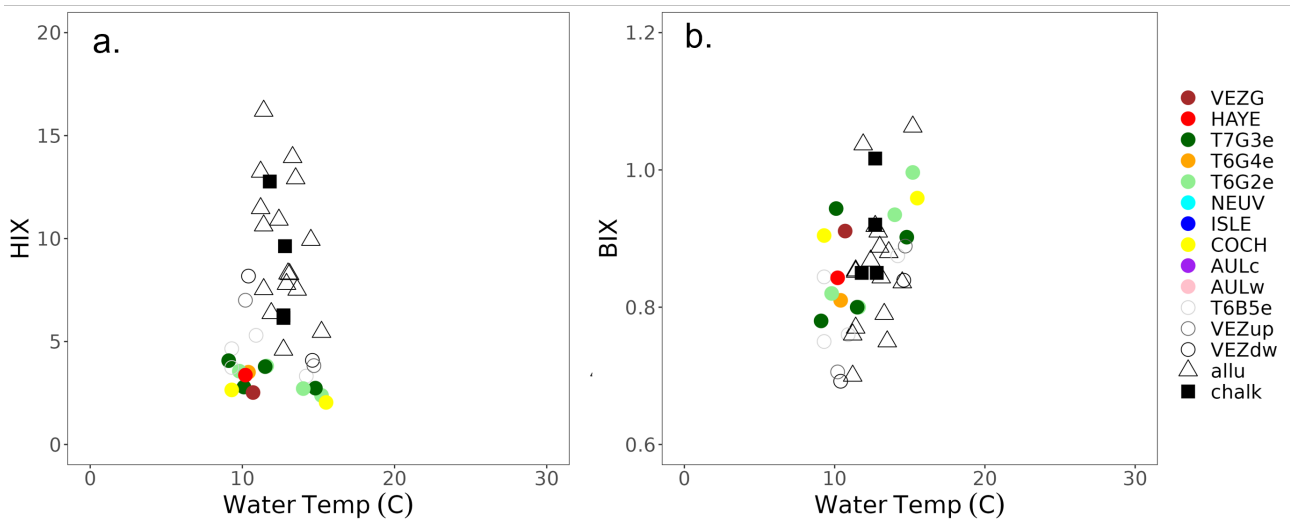 a.
20
15
10
5
0
HIX
0
10
20
30
Water Temp (C)
b.
1.2
1.0
0.8
0.6
BIX
0
10
20
30
Water Temp (C)
VEZG
HAYE
T7G3e
T6G4e
T6G2e
NEUV
ISLE
COCH
AULc
AULw
T6B5e
VEZup
VEZdw
allu
chalk